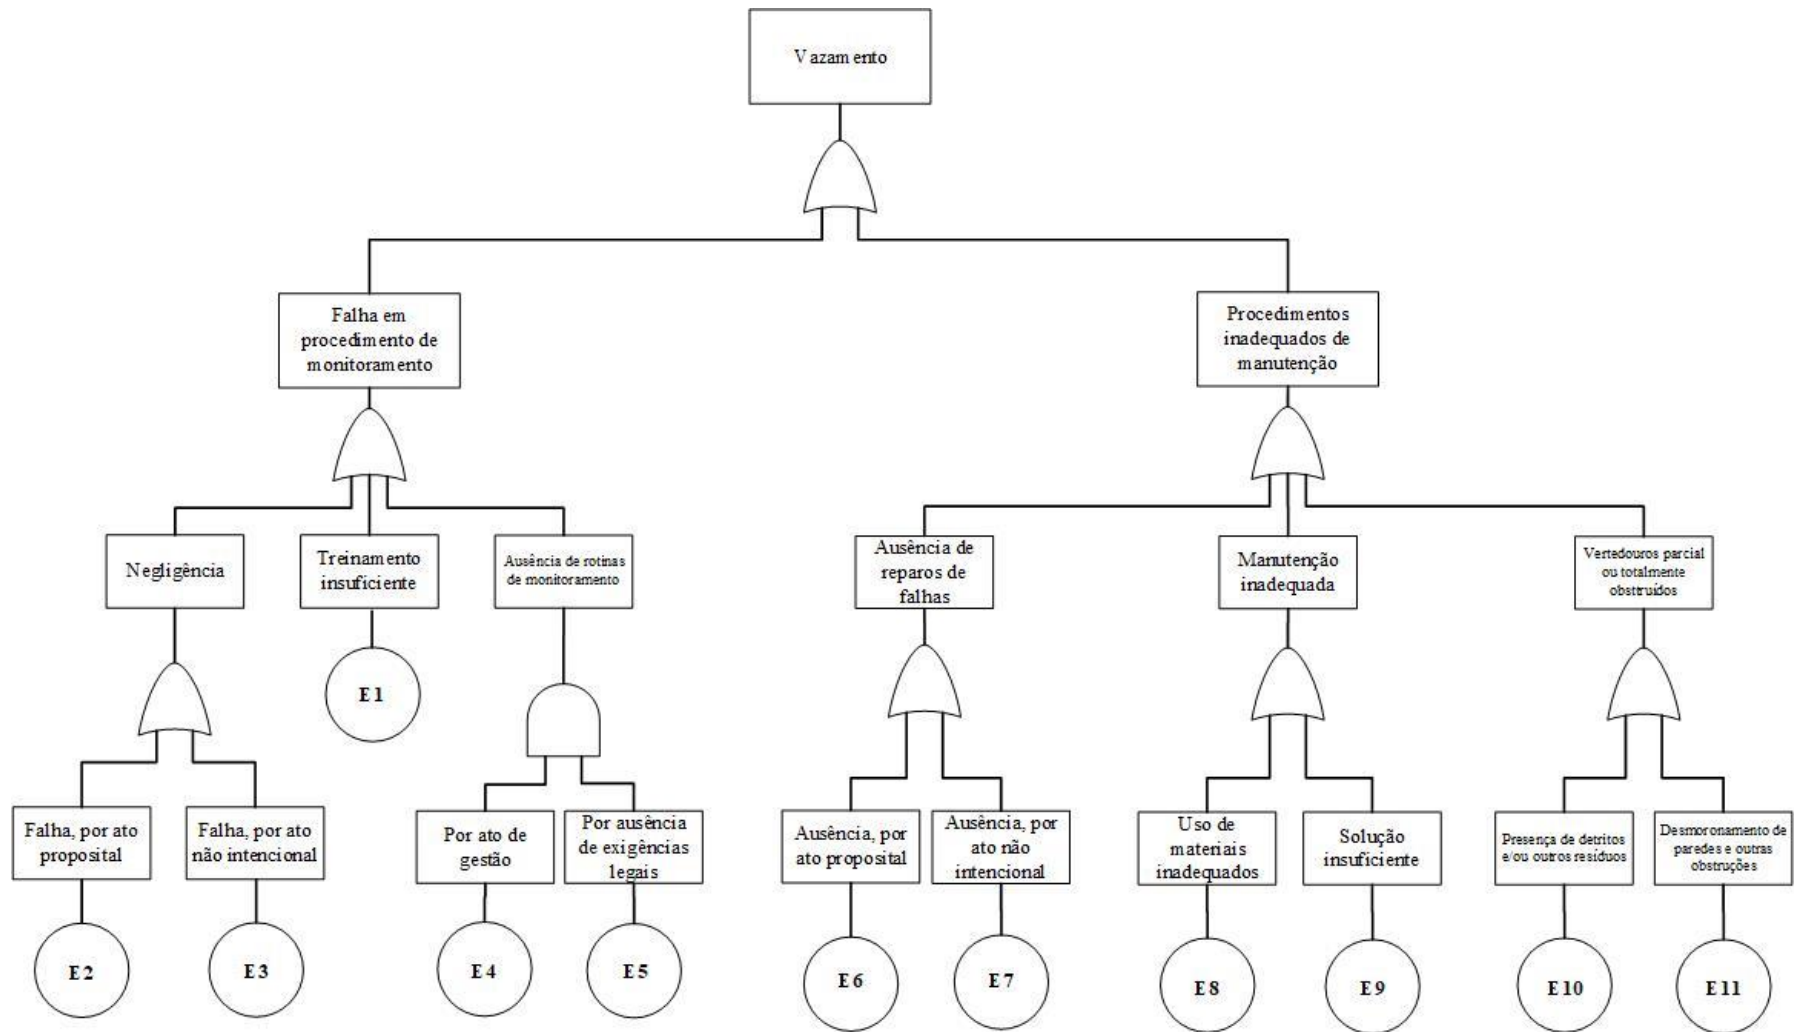 Vazamento
Falha em
procedimento de
monitoramento
Procedimentos
inadequados de
manutenção
Negligência
Treinamento
insuficiente
Ausência de rotinas
de monitoramento
Ausência de
reparos de
falhas
Manutenção
inadequada
Vertedouros parcial
ou totalmente
obsttruídos
E1
Falha, por ato
proposital
Falha, por ato
não intencional
Por ato de
gestão
Por ausência
de exigências
legais
Ausência, por
ato proposital
Ausência, por
ato não
intencional
Uso de
materiais
inadequados
Solução
insuficiente
Presença de detritos
e/ou outros resíduos
Desmoronamento de
paredes e outras
obstruções
E2
E3
E4
E5
E6
E7
E8
E9
E10
E11